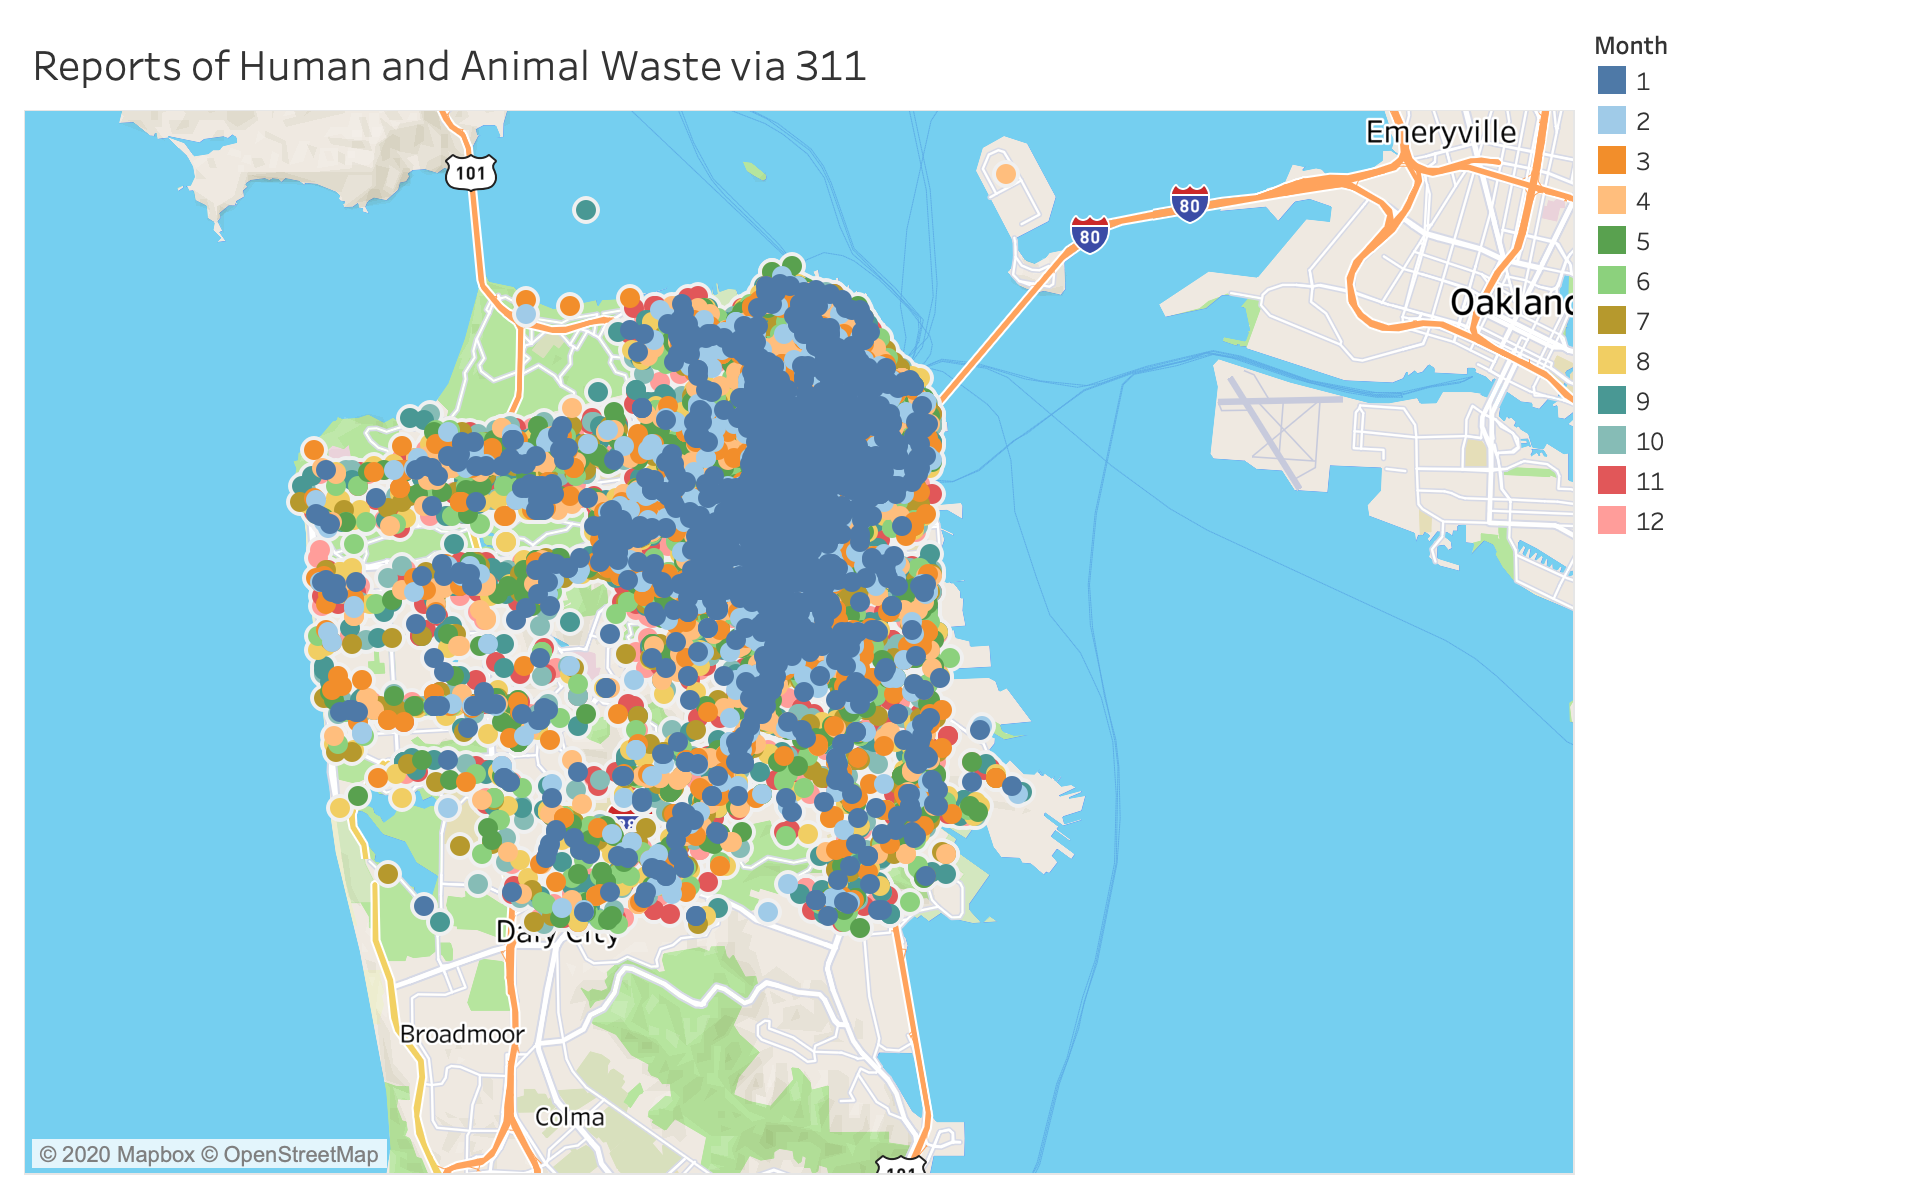 Reports of Human and Animal Waste via 311
Month
1
2
3
4
5
6
7
8
9
10
11
12
Emeryville
101
80
80
Oakland
Daly City
Broadmoor
Colma
© 2020 Mapbox © OpenStreetMap
101